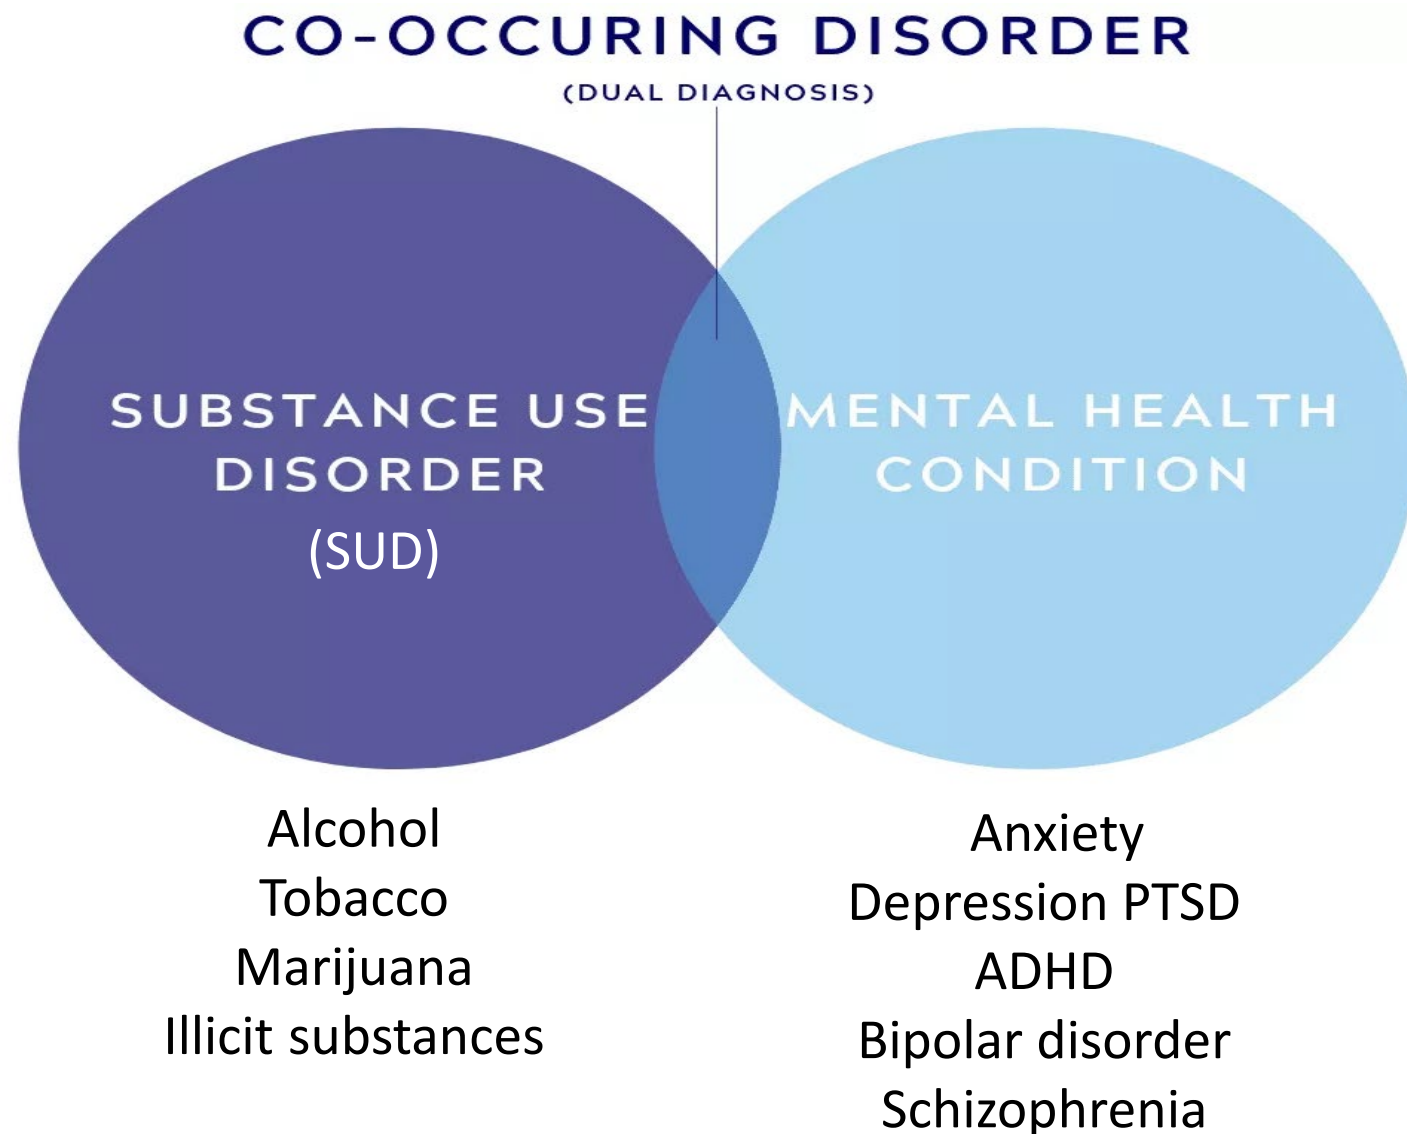 CO-OCCURING DISORDER
(DUAL DIAGNOSIS)
SUBSTANCE USE
DISORDER
(SUD)
MENTAL HEALTH
CONDITION
Alcohol
Tobacco
Marijuana
Illicit substances
Anxiety
Depression PTSD
ADHD
Bipolar disorder
Schizophrenia